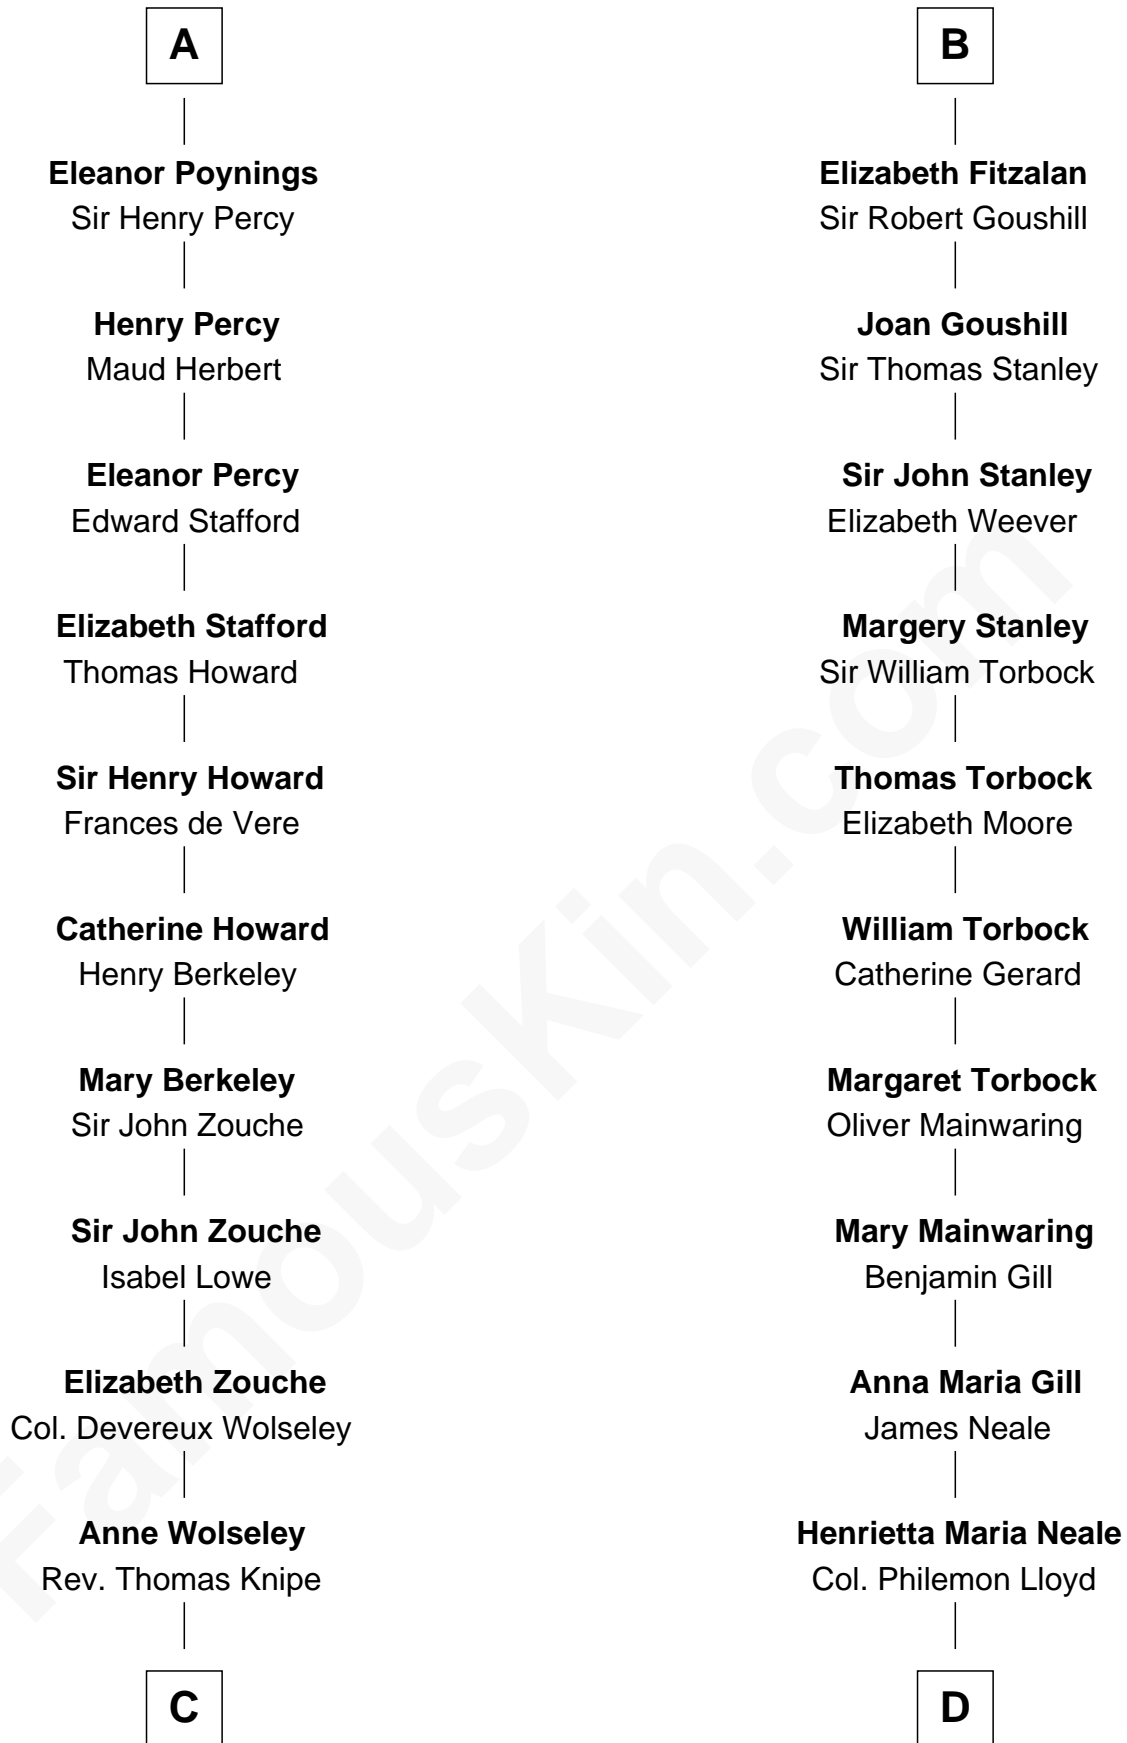 A
Eleanor Poynings
Sir Henry Percy
Henry Percy
Maud Herbert
Eleanor Percy
Edward Stafford
Elizabeth Stafford
Thomas Howard
Sir Henry Howard
Frances de Vere
Catherine Howard
Henry Berkeley
Mary Berkeley
Sir John Zouche
Sir John Zouche
Isabel Lowe
Elizabeth Zouche
Col. Devereux Wolseley
Anne Wolseley
Rev. Thomas Knipe
C
B
Elizabeth Fitzalan
Sir Robert Goushill
Joan Goushill
Sir Thomas Stanley
Sir John Stanley
Elizabeth Weever
Margery Stanley
Sir William Torbock
Thomas Torbock
Elizabeth Moore
William Torbock
Catherine Gerard
Margaret Torbock
Oliver Mainwaring
Mary Mainwaring
Benjamin Gill
Anna Maria Gill
James Neale
Henrietta Maria Neale
Col. Philemon Lloyd
D
FamousKin.com